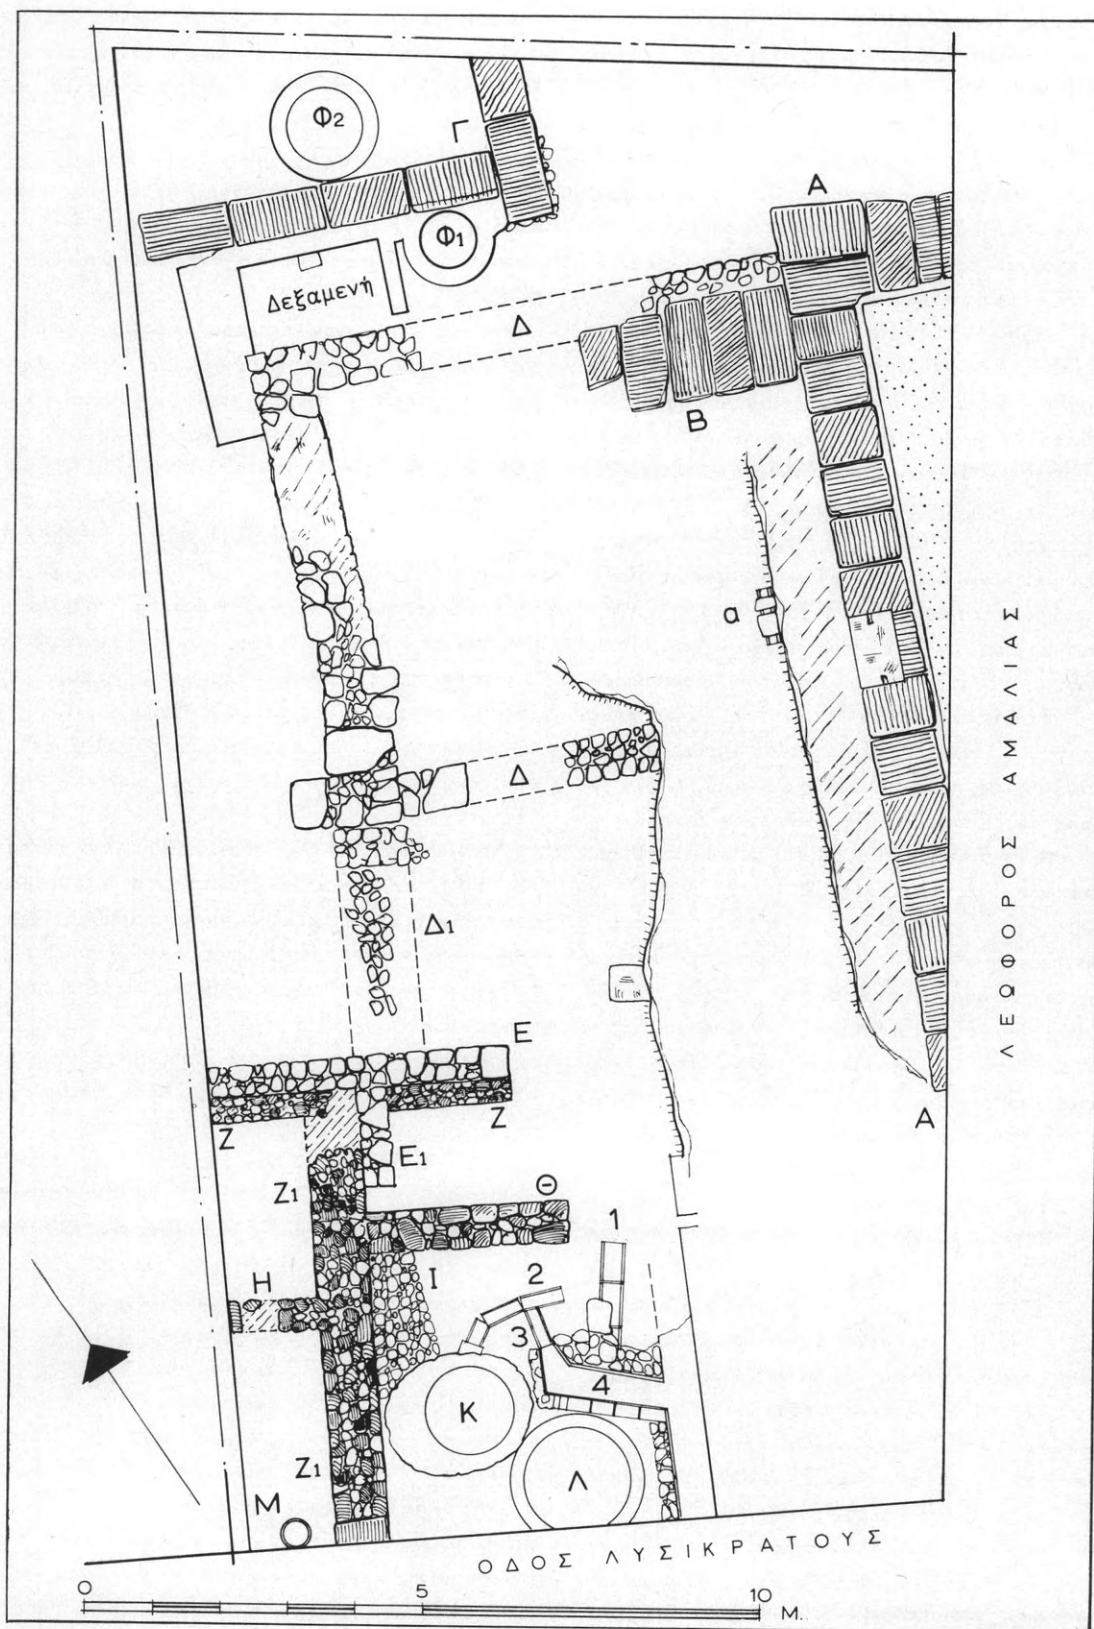 Φ2
Γ
Α
Φ1
Δεξαμενή
Δ
Β
α
ΛΕΩΦΟΡΟΣ ΑΜΑΛΙΑΣ
Δ
Δ1
Ε
Ζ
Ζ
Α
Ε1
Ζ1
Θ
1
Η
Ι
2
3
4
Κ
Ζ1
Λ
Μ
ΟΔΟΣ ΛΥΣΙΚΡΑΤΟΥΣ
0 5 10 Μ.